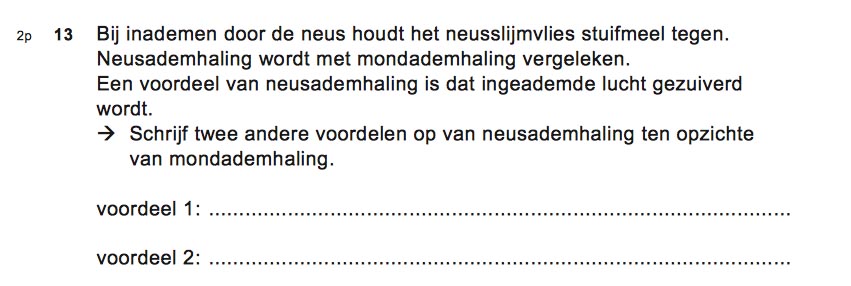 2p 13 Bij inademen door de neus houdt het neusslijmvlies stuifmeel tegen.
Neusademhaling wordt met mondademhaling vergeleken.
Een voordeel van neusademhaling is dat ingeademde lucht gezuiverd
wordt.
→ Schrijf twee andere voordelen op van neusademhaling ten opzichte
van mondademhaling.
voordeel 1: ................................................................................................
voordeel 2: ................................................................................................